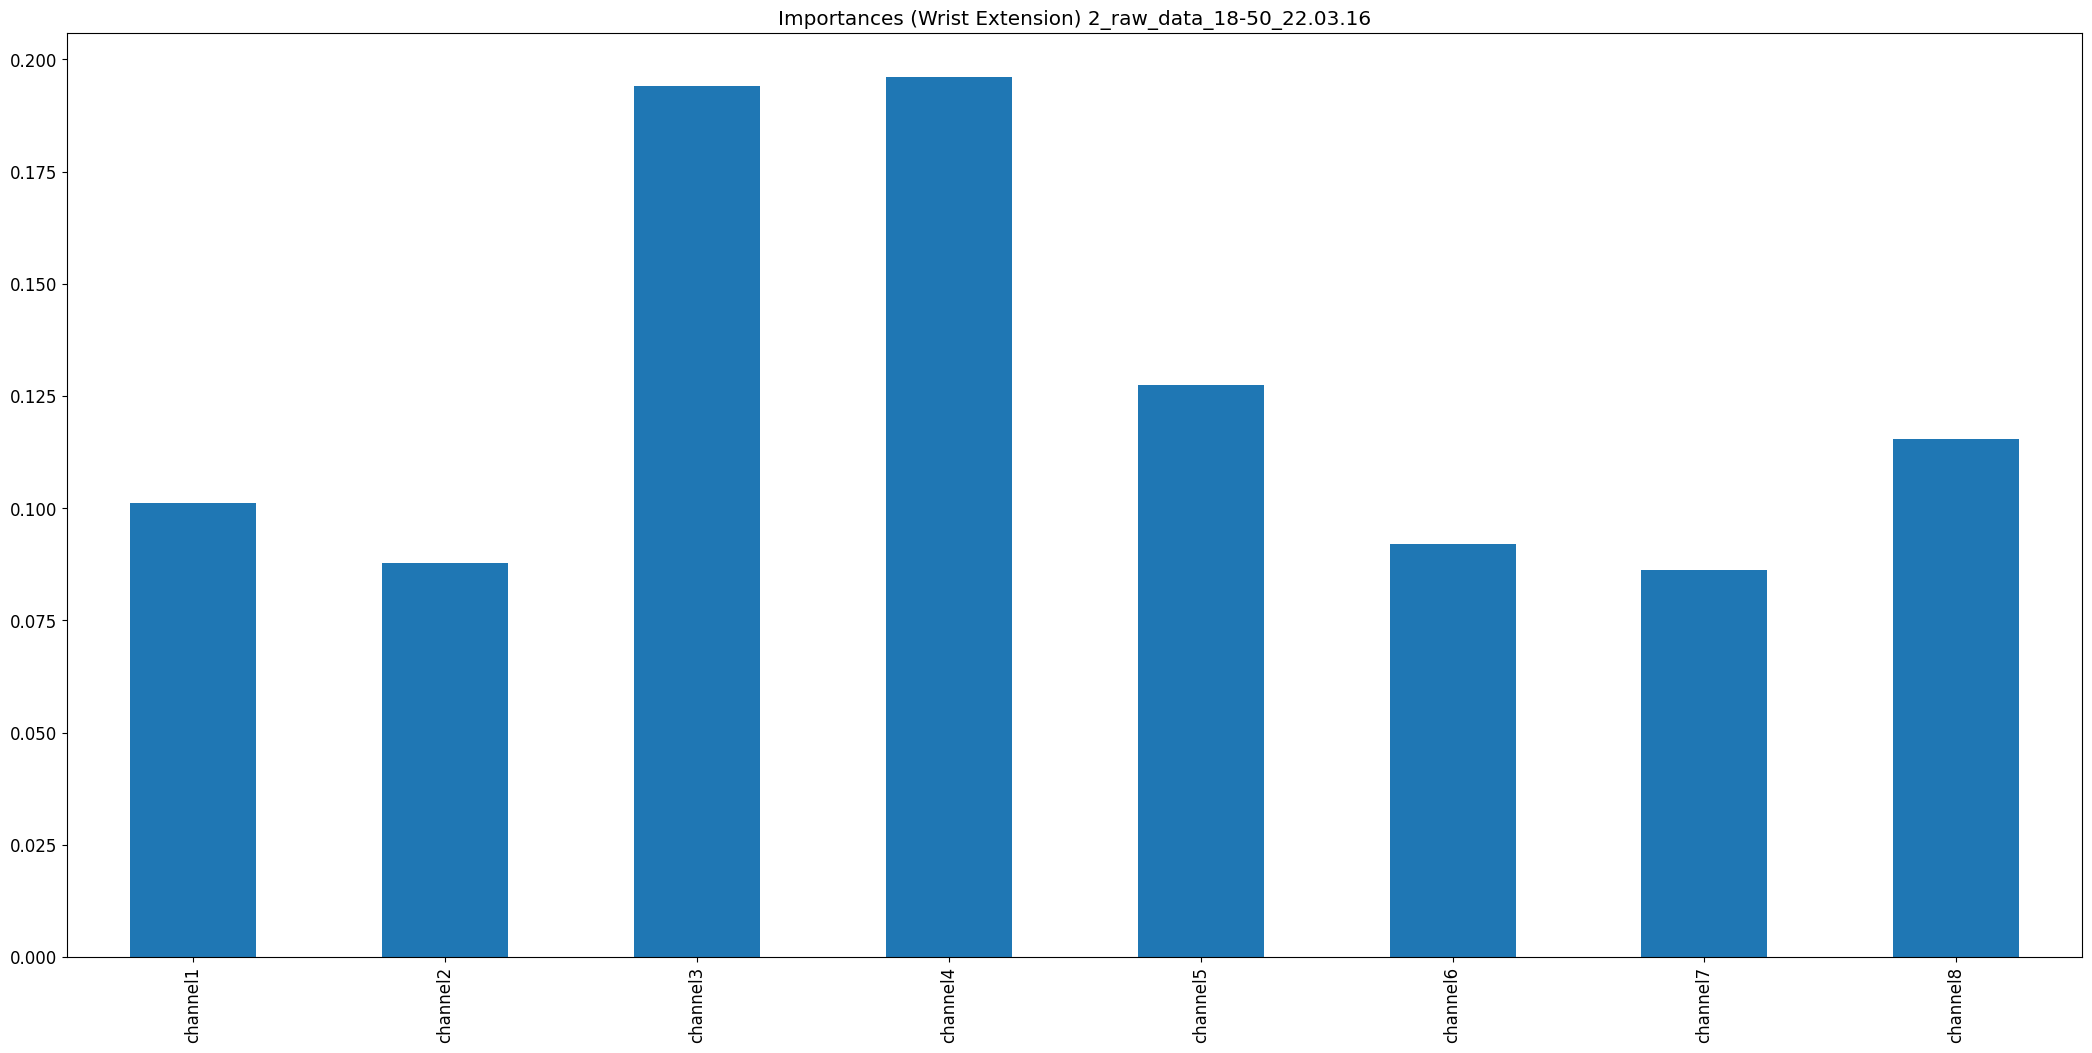 Importances (Wrist Extension) 2_raw_data_18-50_22.03.16
0.200
0.175
0.150
0.125
0.100
0.075
0.050
0.025
0.000
channel1
channel2
channel3
channel4
channel5
channel6
channel7
channel8